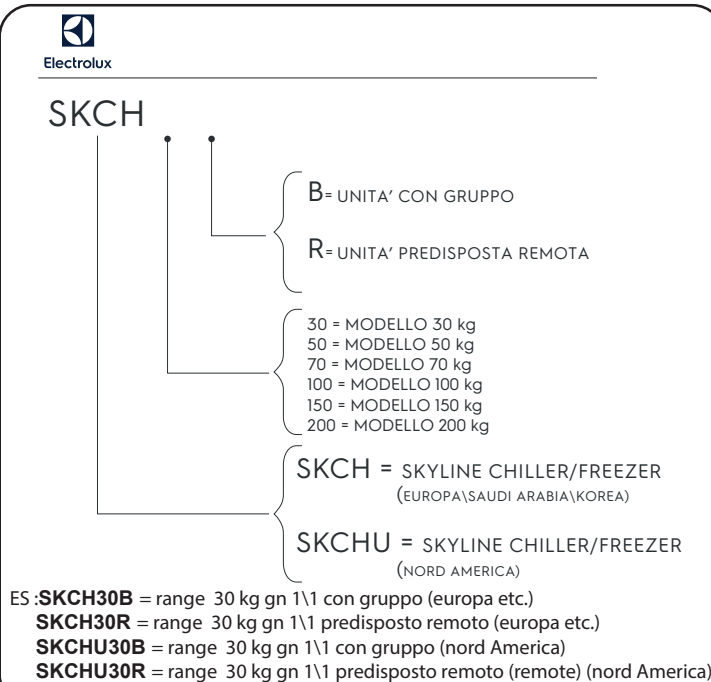 Electrolux
SKCH
B= UNITA' CON GRUPPO
R= UNITA' PREDISPOSTA REMOTA
30 = MODELLO 30 kg
50 = MODELLO 50 kg
70 = MODELLO 70 kg
100 = MODELLO 100 kg
150 = MODELLO 150 kg
200 = MODELLO 200 kg
SKCH = SKYLINE CHILLER/FREEZER
(EUROPA\SAUDI ARABIA\KOREA)
SKCHU = SKYLINE CHILLER/FREEZER
(NORD AMERICA)
ES :SKCH30B = range 30 kg gn 1\1 con gruppo (europa etc.)
SKCH30R = range 30 kg gn 1\1 predisposto remoto (europa etc.)
SKCHU30B = range 30 kg gn 1\1 con gruppo (nord America)
SKCHU30R = range 30 kg gn 1\1 predisposto remoto (remote) (nord America)